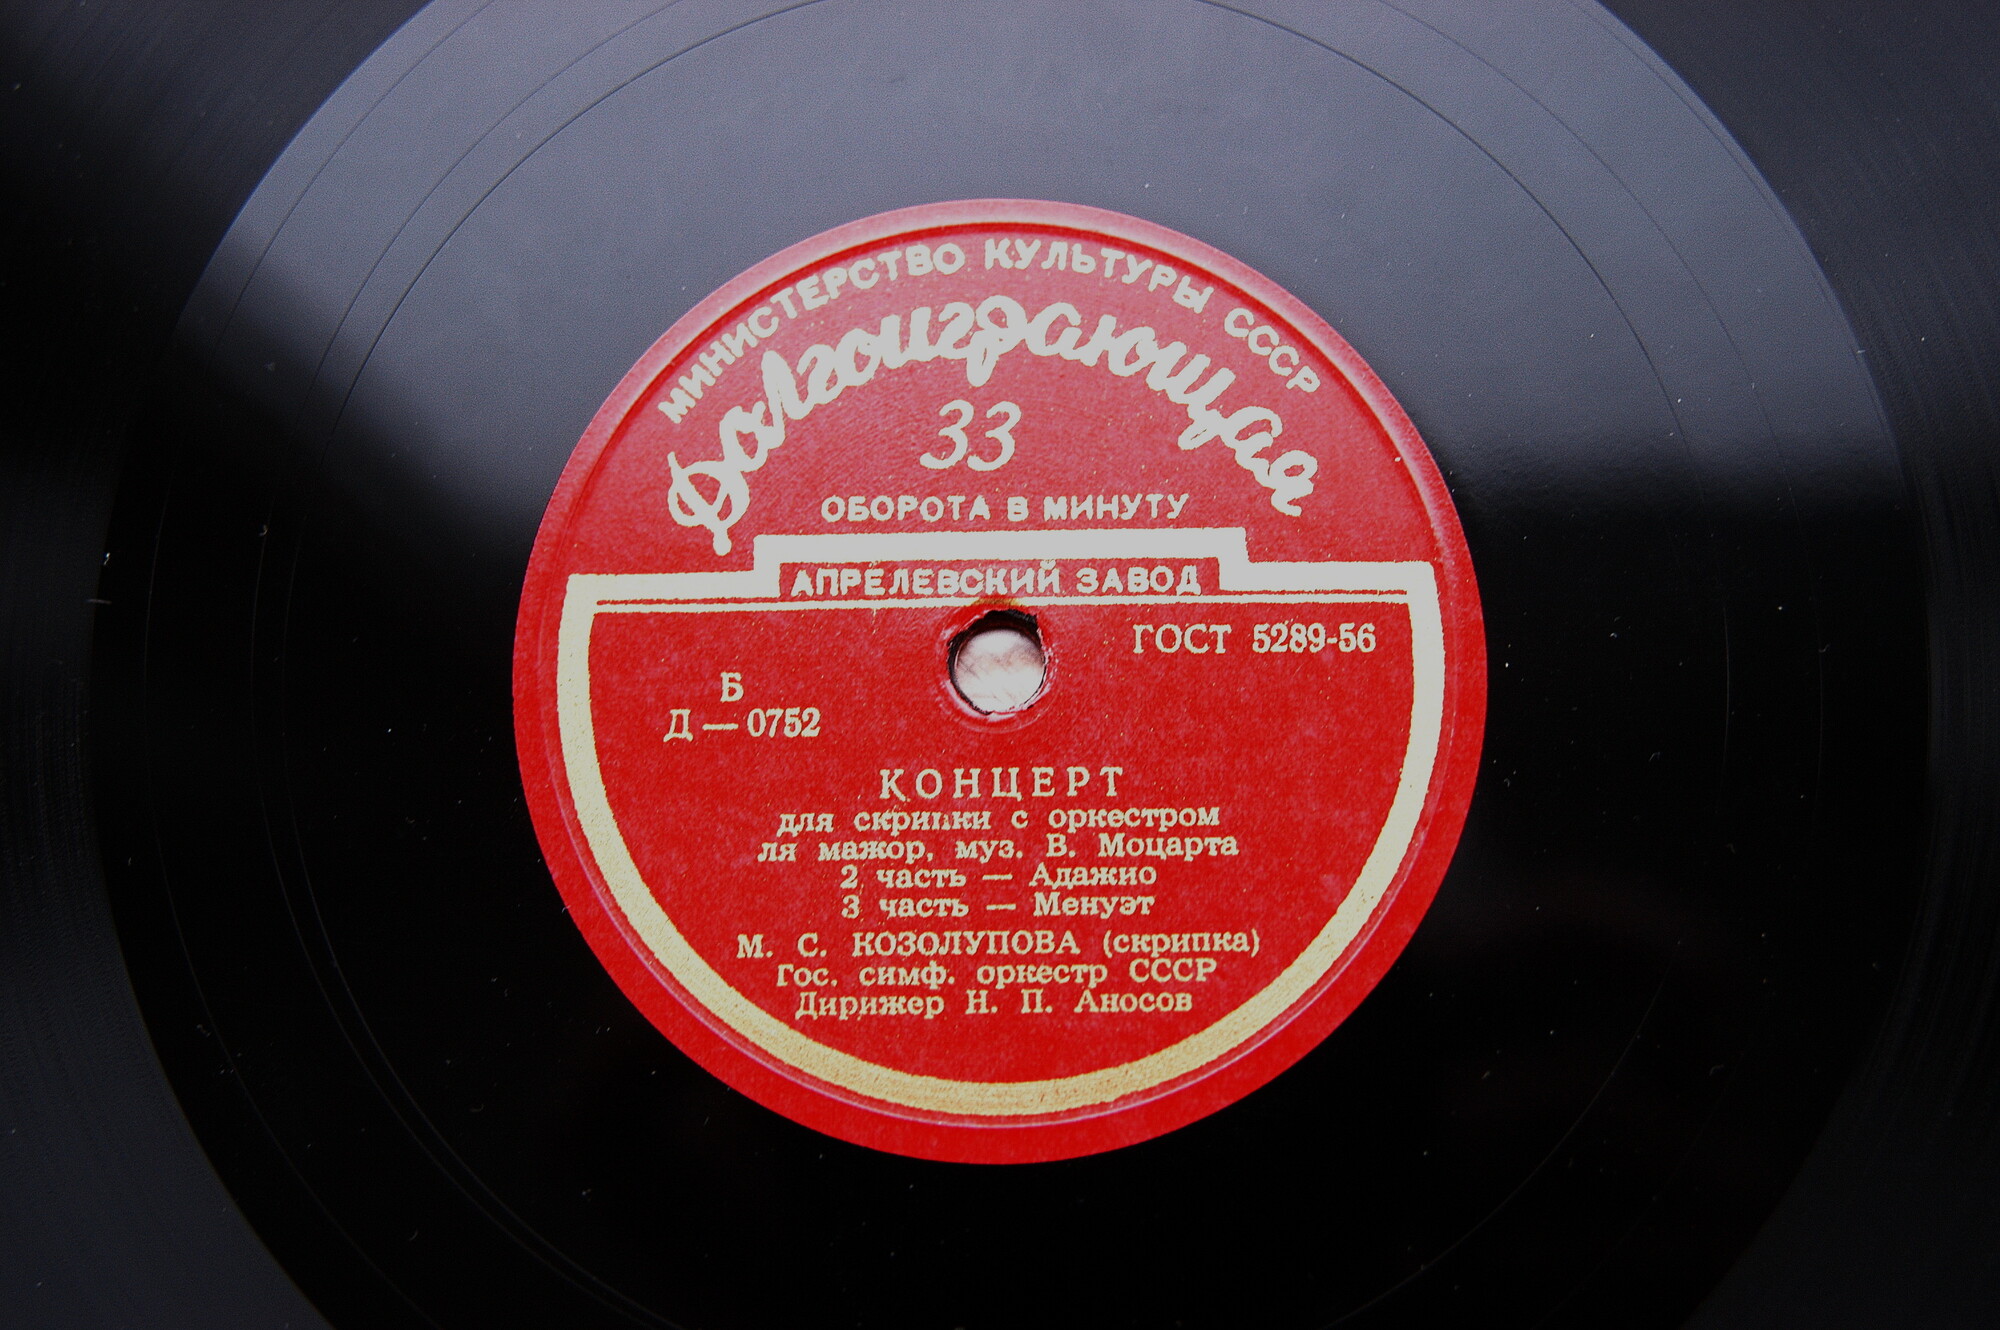 МИНИСТЕРСТВО КУЛЬТУРЫ СССР
Долгоиграющая
33
ОБОРОТА В МИНУТУ
АПРЕЛЕВСКИЙ ЗАВОД
ГОСТ 5289-56
Б
Д — 0752
КОНЦЕРТ
для скрипки с оркестром
ля мажор, муз. В. Моцарта
2 часть — Адажио
3 часть — Менуэт
М. С. КОЗОЛУПОВА (скрипка)
Гос. симф. оркестр СССР
Дирижер Н. П. Аносов